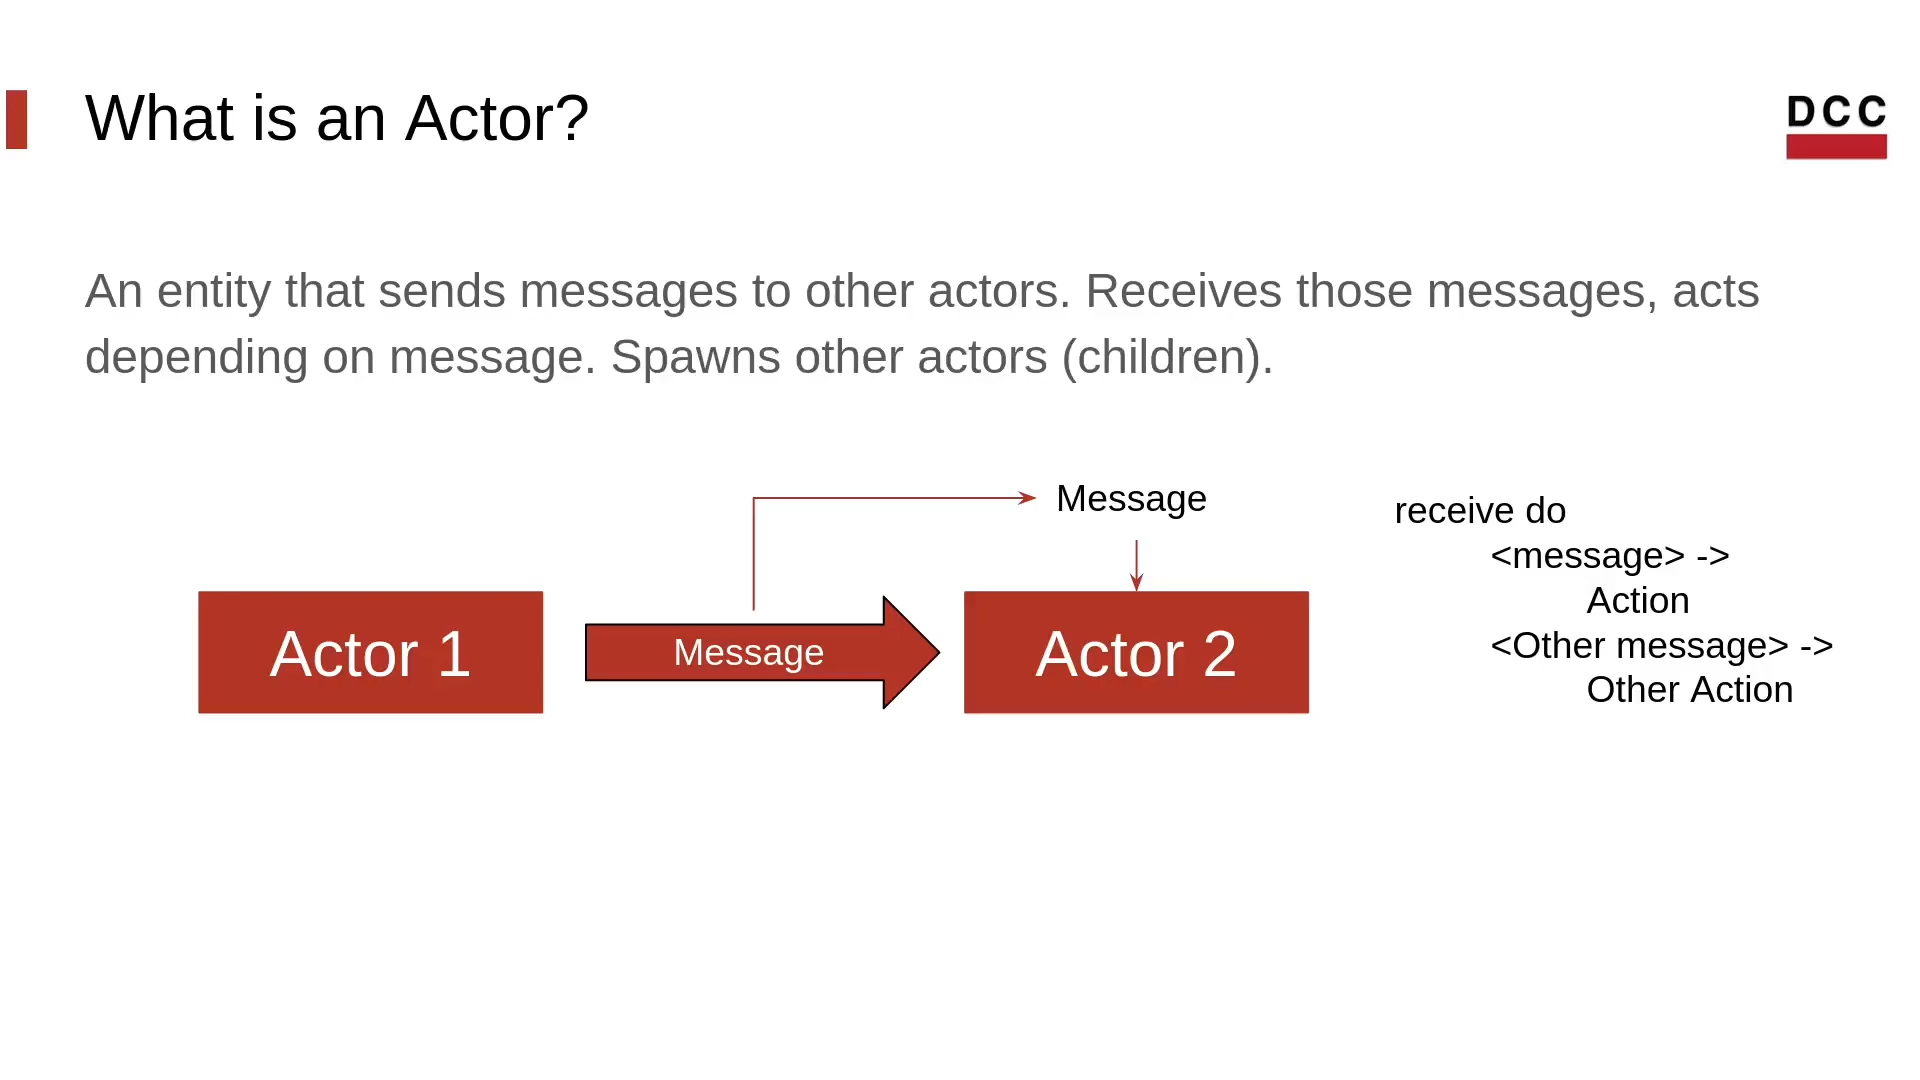 What is an Actor?
DCC
An entity that sends messages to other actors. Receives those messages, acts
depending on message. Spawns other actors (children).
Message
Actor 1
Message
Actor 2
receive do
<message> ->
Action
<Other message> ->
Other Action